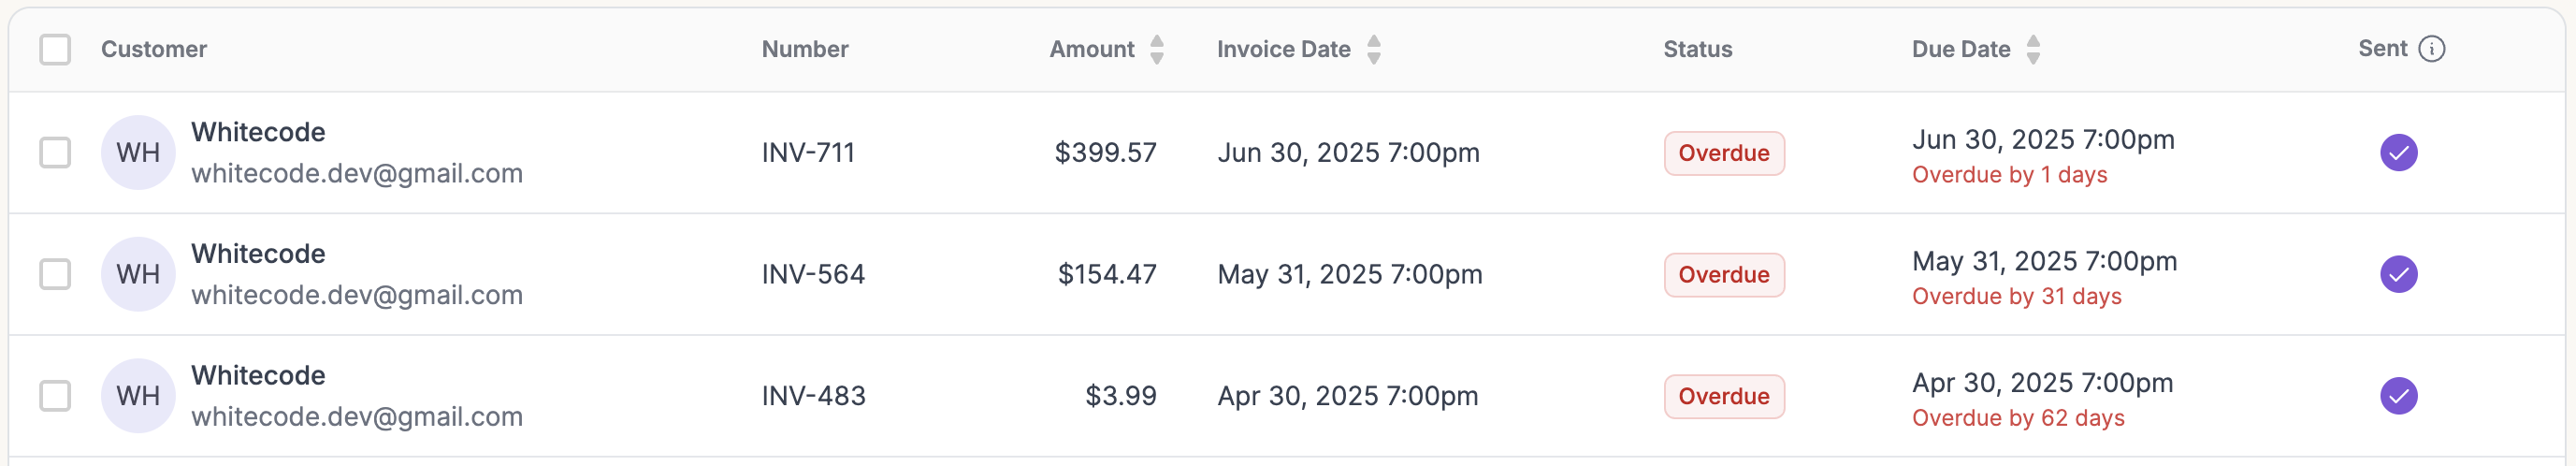 Customer Number Amount Invoice Date Status Due Date Sent
WH Whitecode whitecode.dev@gmail.com INV-711 $399.57 Jun 30, 2025 7:00pm Overdue Jun 30, 2025 7:00pm Overdue by 1 days
WH Whitecode whitecode.dev@gmail.com INV-564 $154.47 May 31, 2025 7:00pm Overdue May 31, 2025 7:00pm Overdue by 31 days
WH Whitecode whitecode.dev@gmail.com INV-483 $3.99 Apr 30, 2025 7:00pm Overdue Apr 30, 2025 7:00pm Overdue by 62 days